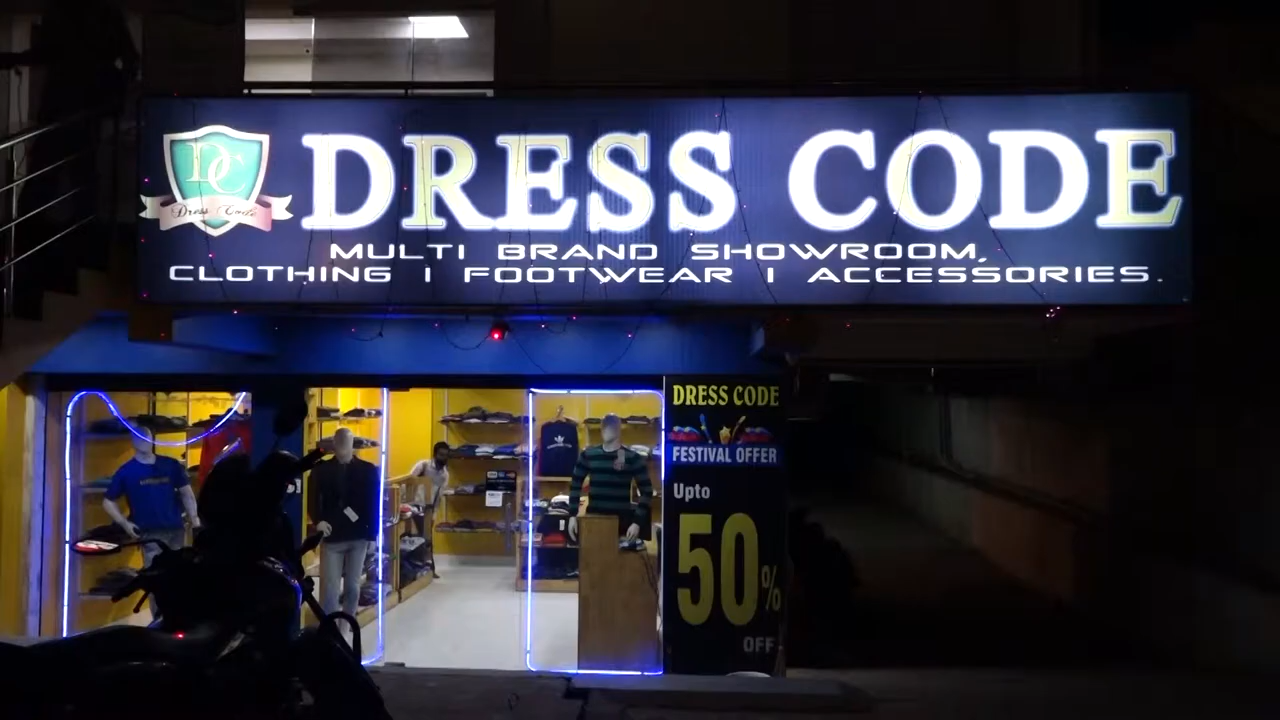 DC
Dress Code
DRESS CODE
MULTI BRAND SHOWROOM,
CLOTHING | FOOTWEAR | ACCESSORIES.
DRESS CODE
FESTIVAL OFFER
Upto
50%
OFF